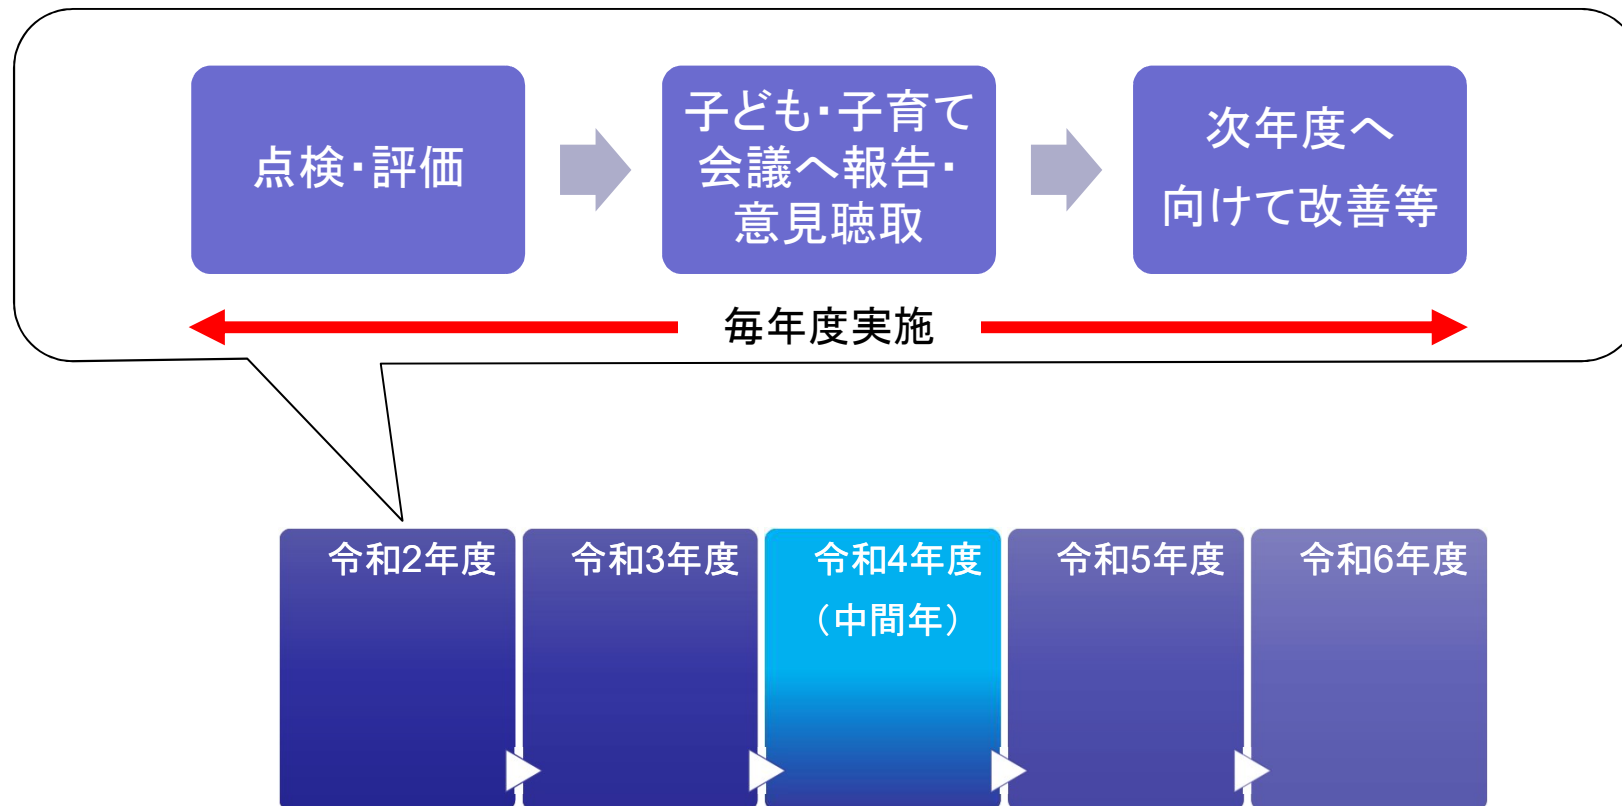 点検・評価
子ども・子育て
会議へ報告・
意見聴取
次年度へ
向けて改善等
毎年度実施
令和2年度
令和3年度
令和4年度
（中間年）
令和5年度
令和6年度